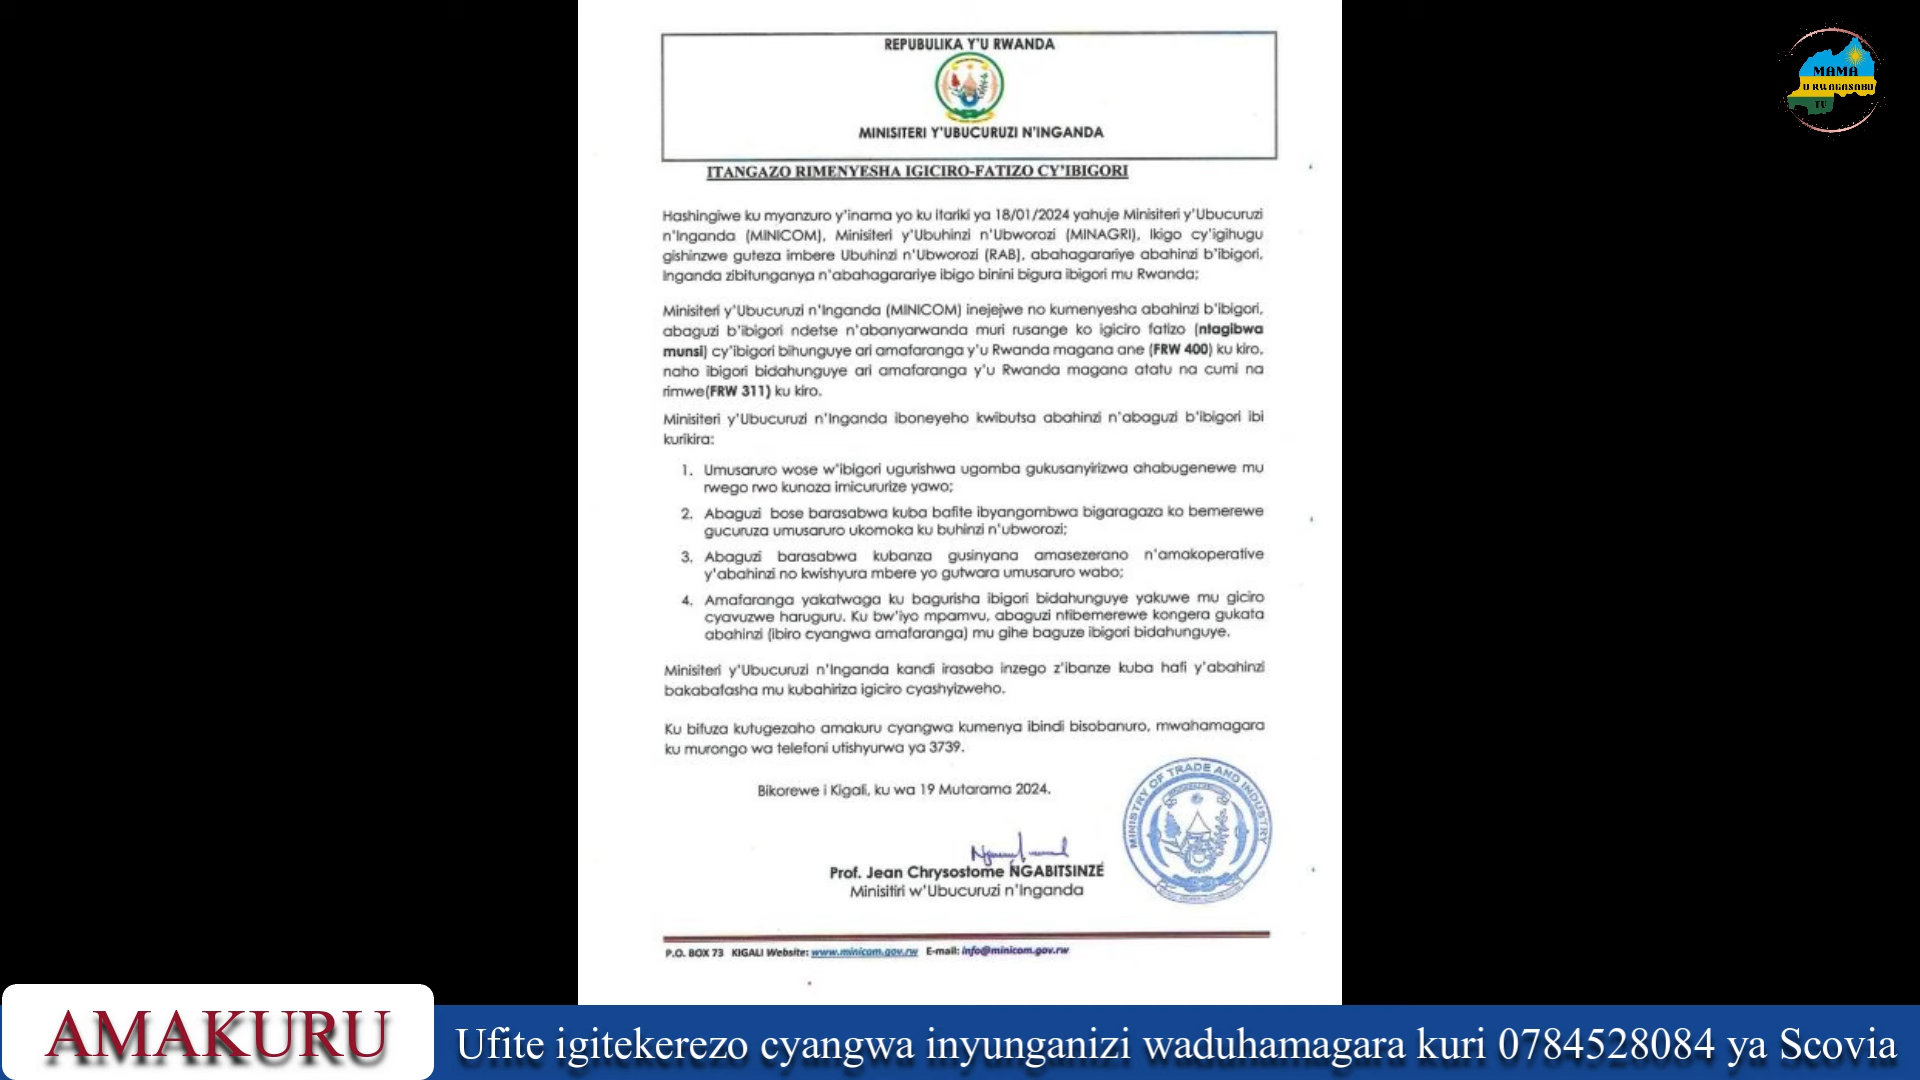 REPUBULIKA Y'U RWANDA
MINISITERI Y'UBUCURUZI N'INGANDA
ITANGAZO RIMENYESHA IGICIRO-FATIZO CY'IBIGORI
MAMA
U RWAGASABO
TV
Hashingiwe ku myanzuro y'inama yo ku itariki ya 18/01/2024 yahuje Minisiteri y'Ubucuruzi
n'Inganda (MINICOM), Minisiteri y'Ubuhinzi n'Ubworozi (MINAGRI), Ikigo cy'igihugu
gishinzwe guteza imbere Ubuhinzi n'Ubworozi (RAB), abahagarariye abahinzi b'ibigori,
Inganda zibitunganya n'abahagarariye ibigo binini bigura ibigori mu Rwanda;
Minisiteri y'Ubucuruzi n'Inganda (MINICOM) inejejwe no kumenyesha abahinzi b'ibigori,
abaguzi b'ibigori ndetse n'abanyarwanda muri rusange ko igiciro fatizo (ntagibwa
munsi) cy'ibigori bihunguye ari amafaranga y'u Rwanda magana ane (FRW 400) ku kiro,
naho ibigori bidahunguye ari amafaranga y'u Rwanda magana atatu na cumi na
rimwe(FRW 311) ku kiro.
Minisiteri y'Ubucuruzi n'Inganda iboneyeho kwibutsa abahinzi n'abaguzi b'ibigori ibi
kurikira:
1. Umusaruro wose w'ibigori ugurishwa ugomba gukusanyirizwa ahabugenewe mu
rwego rwo kunoza imicururize yawo;
2. Abaguzi bose barasabwa kuba bafite ibyangombwa bigaragaza ko bemerewe
gucuruza umusaruro ukomoka ku buhinzi n'ubworozi;
3. Abaguzi barasabwa kubanza gusinyana amasezerano n'amakoperative
y'abahinzi no kwishyura mbere yo gutwara umusaruro wabo;
4. Amafaranga yakatwaga ku bagurisha ibigori bidahunguye yakuwe mu giciro
cyavuzwe haruguru. Ku bw'iyo mpamvu, abaguzi ntibemerewe kongera gukata
abahinzi (ibiro cyangwa amafaranga) mu gihe baguze ibigori bidahunguye.
Minisiteri y'Ubucuruzi n'Inganda kandi irasaba inzego z'ibanze kuba hafi y'abahinzi
bakabafasha mu kubahiriza igiciro cyashyizweho.
Ku bifuza kutugezaho amakuru cyangwa kumenya ibindi bisobanuro, mwahamagara
ku murongo wa telefoni utishyurwa ya 3739.
Bikorewe i Kigali, ku wa 19 Mutarama 2024.
MINISTRY OF TRADE AND INDUSTRY
Prof. Jean Chrysostome NGABITSINZE
Minisitiri w'Ubucuruzi n'Inganda
P.O. BOX 73 KIGALI Website: www.minicom.gov.rw E-mail: info@minicom.gov.rw
AMAKURU
Ufite igitekerezo cyangwa inyunganizi waduhamagara kuri 0784528084 ya Scovia